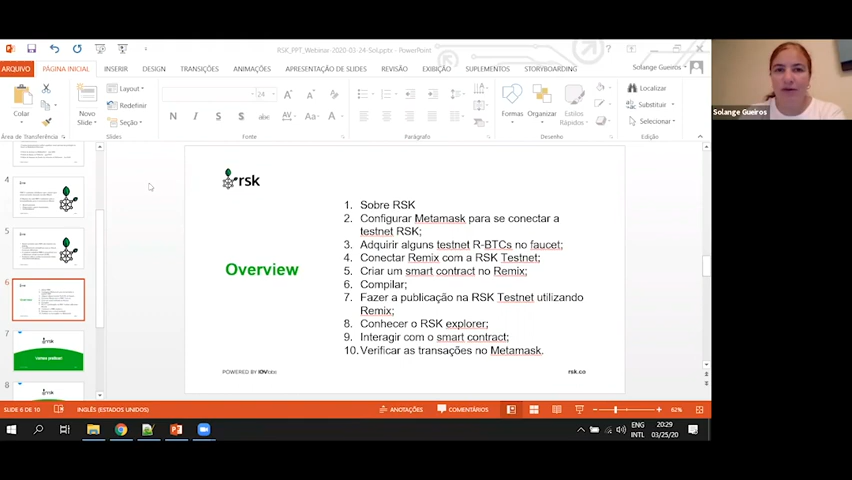 RSK_PPT_Webinar 2020-03-24-Sol.pptx - PowerPoint
ARQUIVO
PÁGINA INICIAL
INSERIR
DESIGN
TRANSIÇÕES
ANIMAÇÕES
APRESENTAÇÃO DE SLIDES
REVISÃO
EXIBIÇÃO
SUPLEMENTOS
STORYBOARDING
Solange Gueiros
Colar
Novo
Slide
Layout
Redefinir
Seção
24
N
I
S
S
Formas
Organizar
Estilos
Rápidos
Localizar
Substituir
Selecionar
Área de Transferência
Slides
Fonte
Parágrafo
Desenho
Edição
Solange Gueiros
4
5
6
7
Vamos praticar!
8
rsk
Overview
1. Sobre RSK
2. Configurar Metamask para se conectar a
testnet RSK;
3. Adquirir alguns testnet R-BTCs no faucet;
4. Conectar Remix com a RSK Testnet;
5. Criar um smart contract no Remix;
6. Compilar;
7. Fazer a publicação na RSK Testnet utilizando
Remix;
8. Conhecer o RSK explorer;
9. Interagir com o smart contract;
10. Verificar as transações no Metamask.
POWERED BY IOVlabs
rsk.co
SLIDE 6 DE 10
INGLÊS (ESTADOS UNIDOS)
ANOTAÇÕES
COMENTÁRIOS
62%
ENG
INTL
20:29
03/25/20